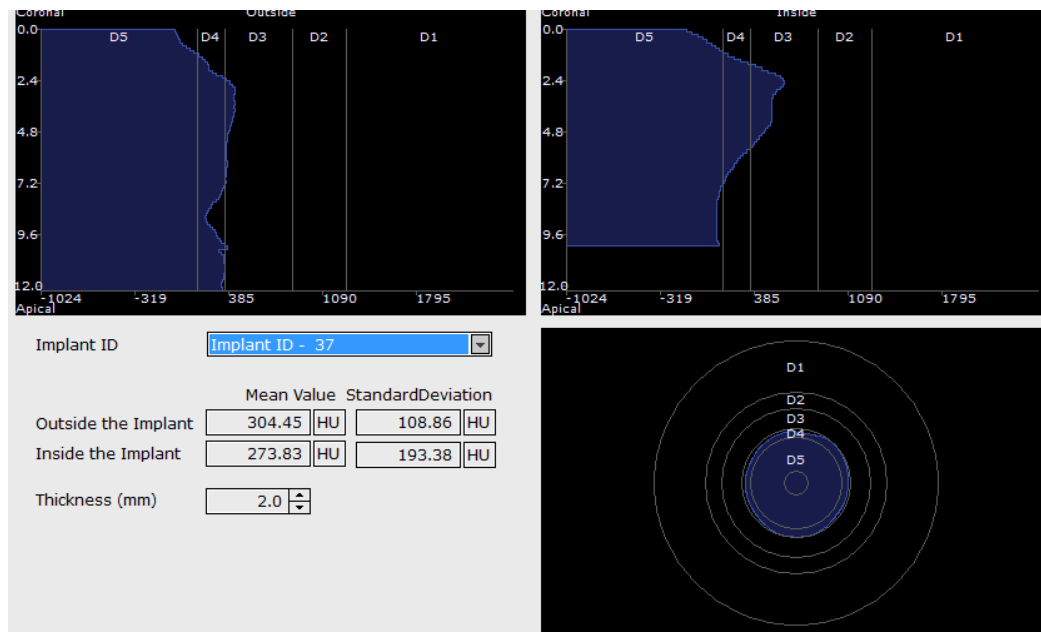 Coronal Outside
0.0 D5 D4 D3 D2 D1
2.4
4.8
7.2
9.6
12.0
-1024 -319 385 1090 1795
Apical
Coronal Inside
0.0 D5 D4 D3 D2 D1
2.4
4.8
7.2
9.6
12.0
-1024 -319 385 1090 1795
Apical
Implant ID Implant ID - 37
Mean Value StandardDeviation
Outside the Implant 304.45 HU 108.86 HU
Inside the Implant 273.83 HU 193.38 HU
Thickness (mm) 2.0
D1
D2
D3
D4
D5